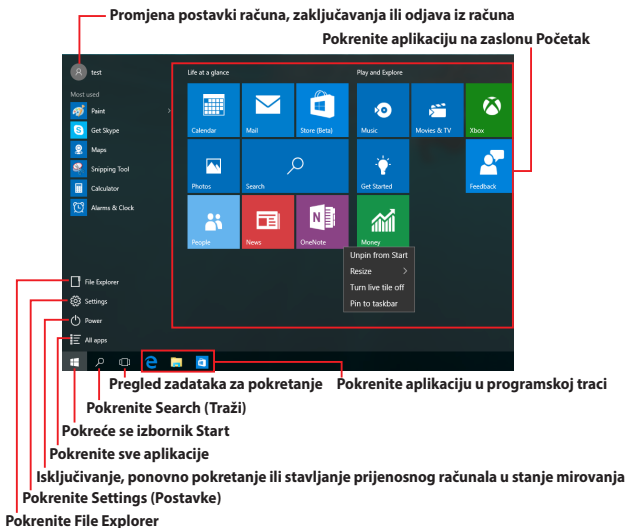 Promjena postavki računa, zaključavanja ili odjava iz računa
Pokrenite aplikaciju na zaslonu Početak
test
Life at a glance
Play and Explore
Most used
Paint
Get Skype
Maps
Snipping Tool
Calculator
Alarms & Clock
Calendar
Mail
Store (Beta)
Music
Movies & TV
Xbox
Photos
Search
Get Started
Feedback
People
News
OneNote
Money
Unpin from Start
Resize
Turn live tile off
Pin to taskbar
File Explorer
Settings
Power
All apps
Pregled zadataka za pokretanje
Pokrenite aplikaciju u programskoj traci
Pokrenite Search (Traži)
Pokreće se izbornik Start
Pokrenite sve aplikacije
Isključivanje, ponovno pokretanje ili stavljanje prijenosnog računala u stanje mirovanja
Pokrenite Settings (Postavke)
Pokrenite File Explorer